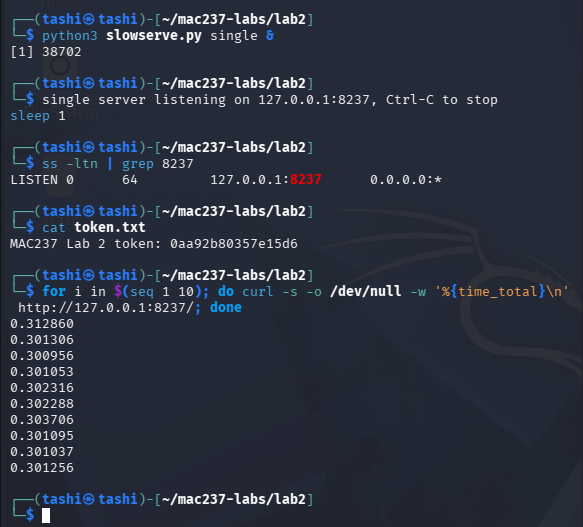 ┌──(tashi㉿tashi)-[~/mac237-labs/lab2]
└─$ python3 slowserve.py single &
[1] 38702
┌──(tashi㉿tashi)-[~/mac237-labs/lab2]
└─$ single server listening on 127.0.0.1:8237, Ctrl-C to stop
sleep 1
┌──(tashi㉿tashi)-[~/mac237-labs/lab2]
└─$ ss -ltn | grep 8237
LISTEN 0      64         127.0.0.1:8237      0.0.0.0:*
┌──(tashi㉿tashi)-[~/mac237-labs/lab2]
└─$ cat token.txt
MAC237 Lab 2 token: 0aa92b80357e15d6
┌──(tashi㉿tashi)-[~/mac237-labs/lab2]
└─$ for i in $(seq 1 10); do curl -s -o /dev/null -w '%{time_total}\n'
 http://127.0.0.1:8237/; done
0.312860
0.301306
0.300956
0.301053
0.302316
0.302288
0.303706
0.301095
0.301037
0.301256
┌──(tashi㉿tashi)-[~/mac237-labs/lab2]
└─$